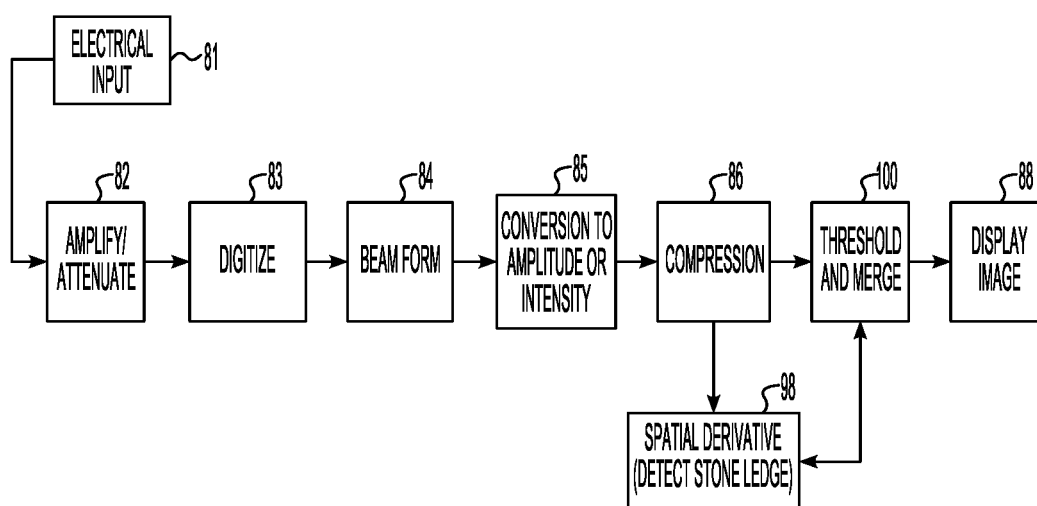 ELECTRICAL
INPUT
81
82
AMPLIFY/
ATTENUATE
83
DIGITIZE
84
BEAM FORM
85
CONVERSION TO
AMPLITUDE OR
INTENSITY
86
COMPRESSION
100
THRESHOLD
AND MERGE
88
DISPLAY
IMAGE
98
SPATIAL DERIVATIVE
(DETECT STONE LEDGE)